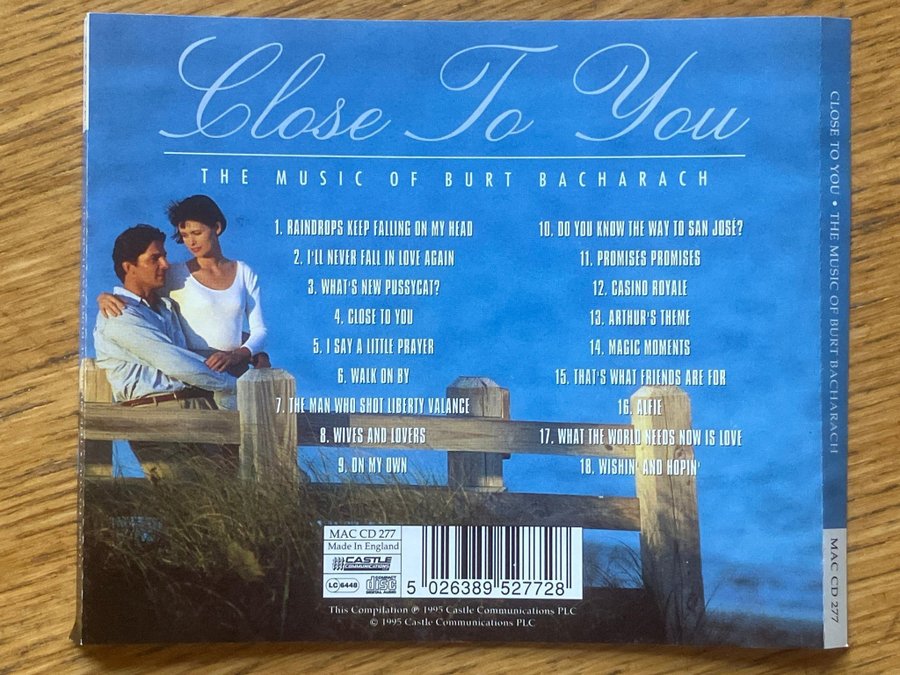 Close To You
THE MUSIC OF BURT BACHARACH
1. RAINDROPS KEEP FALLING ON MY HEAD
2. I'LL NEVER FALL IN LOVE AGAIN
3. WHAT'S NEW PUSSYCAT?
4. CLOSE TO YOU
5. I SAY A LITTLE PRAYER
6. WALK ON BY
7. THE MAN WHO SHOT LIBERTY VALANCE
8. WIVES AND LOVERS
9. ON MY OWN
10. DO YOU KNOW THE WAY TO SAN JOSÉ?
11. PROMISES PROMISES
12. CASINO ROYALE
13. ARTHUR'S THEME
14. MAGIC MOMENTS
15. THAT'S WHAT FRIENDS ARE FOR
16. ALFIE
17. WHAT THE WORLD NEEDS NOW IS LOVE
18. WISHIN' AND HOPIN'
MAC CD 277
Made In England
CASTLE
COMMUNICATIONS
LC 6448
COMPACT
disc
DIGITAL AUDIO
5 026389 527728
This Compilation ℗ 1995 Castle Communications PLC
© 1995 Castle Communications PLC
CLOSE TO YOU • THE MUSIC OF BURT BACHARACH
MAC CD 277